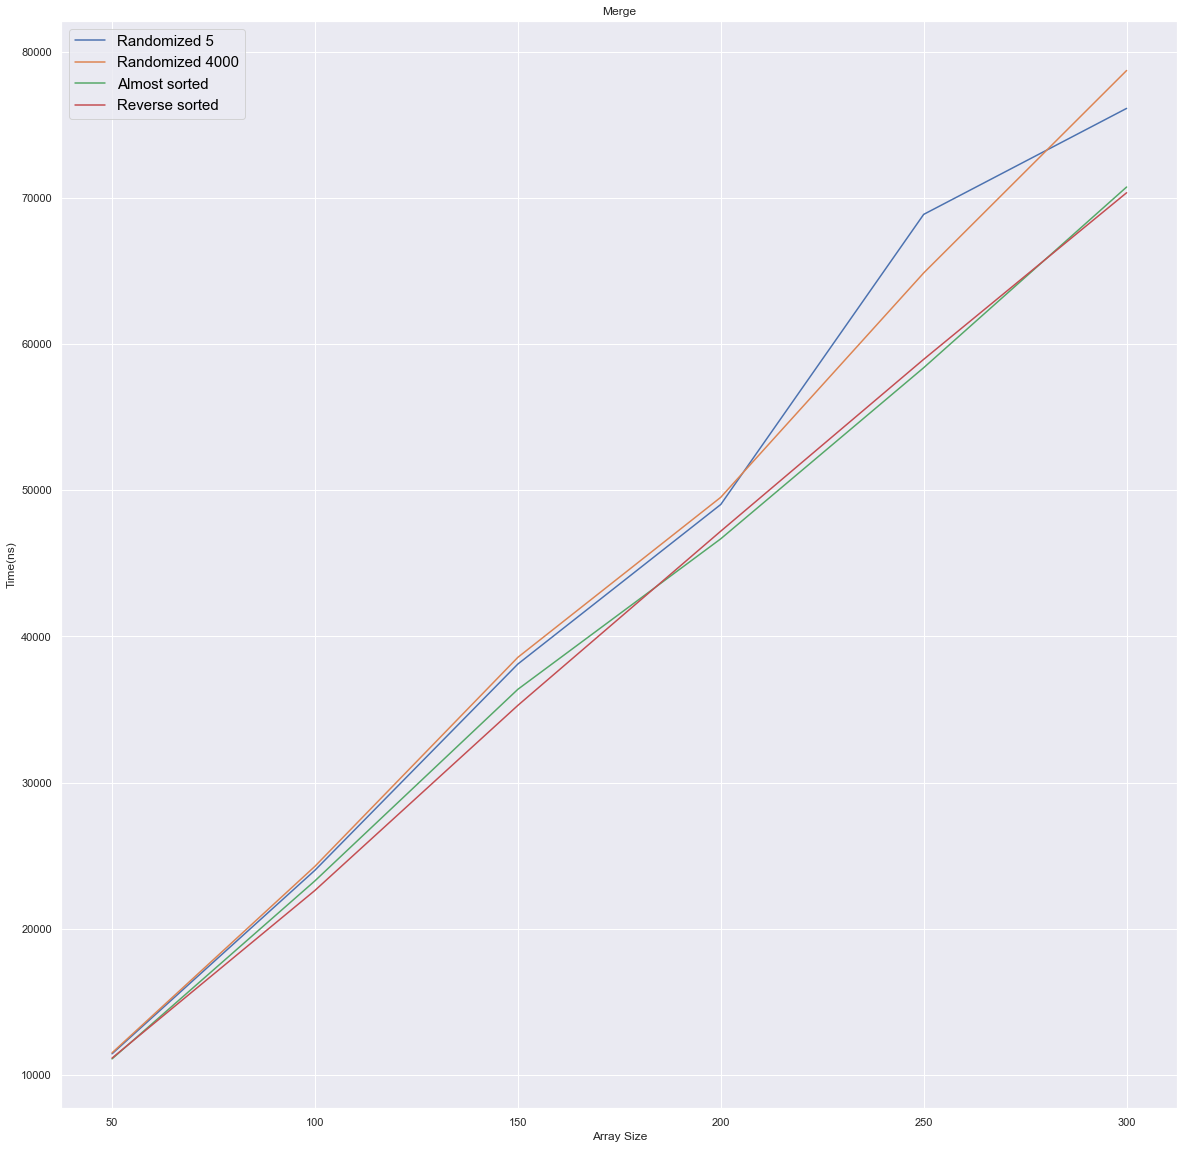 Merge
Randomized 5
Randomized 4000
Almost sorted
Reverse sorted
80000
70000
60000
50000
40000
30000
20000
10000
Time(ns)
50 100 150 200 250 300
Array Size